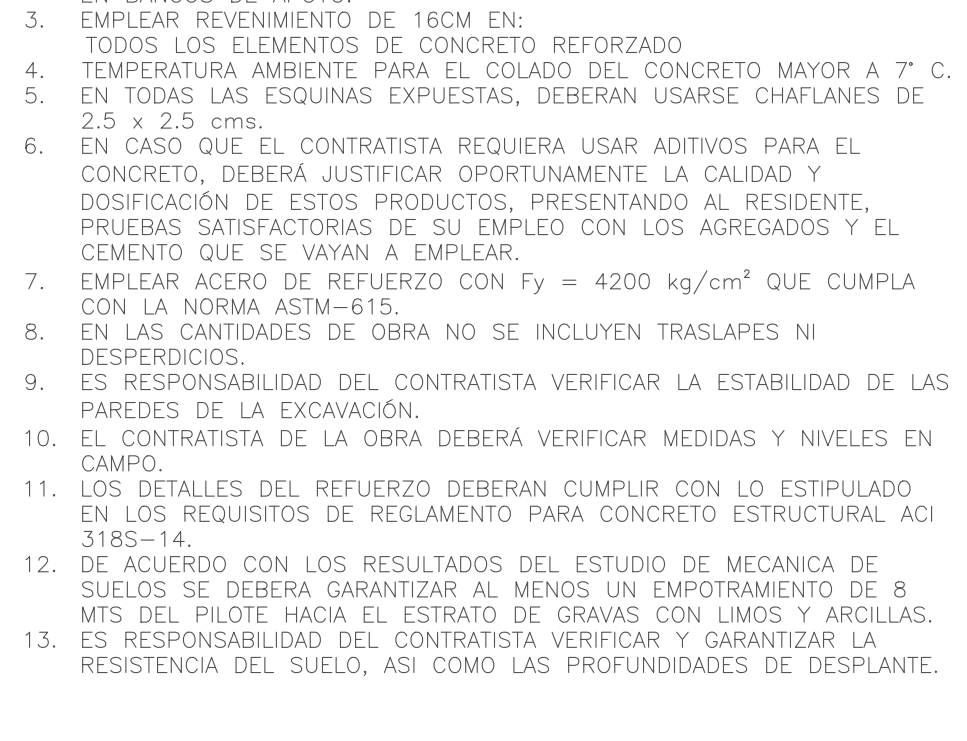 EN BANCOS DE APOYO.
3. EMPLEAR REVENIMIENTO DE 16CM EN:
TODOS LOS ELEMENTOS DE CONCRETO REFORZADO
4. TEMPERATURA AMBIENTE PARA EL COLADO DEL CONCRETO MAYOR A 7° C.
5. EN TODAS LAS ESQUINAS EXPUESTAS, DEBERAN USARSE CHAFLANES DE
2.5 x 2.5 cms.
6. EN CASO QUE EL CONTRATISTA REQUIERA USAR ADITIVOS PARA EL
CONCRETO, DEBERÁ JUSTIFICAR OPORTUNAMENTE LA CALIDAD Y
DOSIFICACIÓN DE ESTOS PRODUCTOS, PRESENTANDO AL RESIDENTE,
PRUEBAS SATISFACTORIAS DE SU EMPLEO CON LOS AGREGADOS Y EL
CEMENTO QUE SE VAYAN A EMPLEAR.
7. EMPLEAR ACERO DE REFUERZO CON Fy = 4200 kg/cm² QUE CUMPLA
CON LA NORMA ASTM-615.
8. EN LAS CANTIDADES DE OBRA NO SE INCLUYEN TRASLAPES NI
DESPERDICIOS.
9. ES RESPONSABILIDAD DEL CONTRATISTA VERIFICAR LA ESTABILIDAD DE LAS
PAREDES DE LA EXCAVACIÓN.
10. EL CONTRATISTA DE LA OBRA DEBERÁ VERIFICAR MEDIDAS Y NIVELES EN
CAMPO.
11. LOS DETALLES DEL REFUERZO DEBERAN CUMPLIR CON LO ESTIPULADO
EN LOS REQUISITOS DE REGLAMENTO PARA CONCRETO ESTRUCTURAL ACI
318S-14.
12. DE ACUERDO CON LOS RESULTADOS DEL ESTUDIO DE MECANICA DE
SUELOS SE DEBERA GARANTIZAR AL MENOS UN EMPOTRAMIENTO DE 8
MTS DEL PILOTE HACIA EL ESTRATO DE GRAVAS CON LIMOS Y ARCILLAS.
13. ES RESPONSABILIDAD DEL CONTRATISTA VERIFICAR Y GARANTIZAR LA
RESISTENCIA DEL SUELO, ASI COMO LAS PROFUNDIDADES DE DESPLANTE.